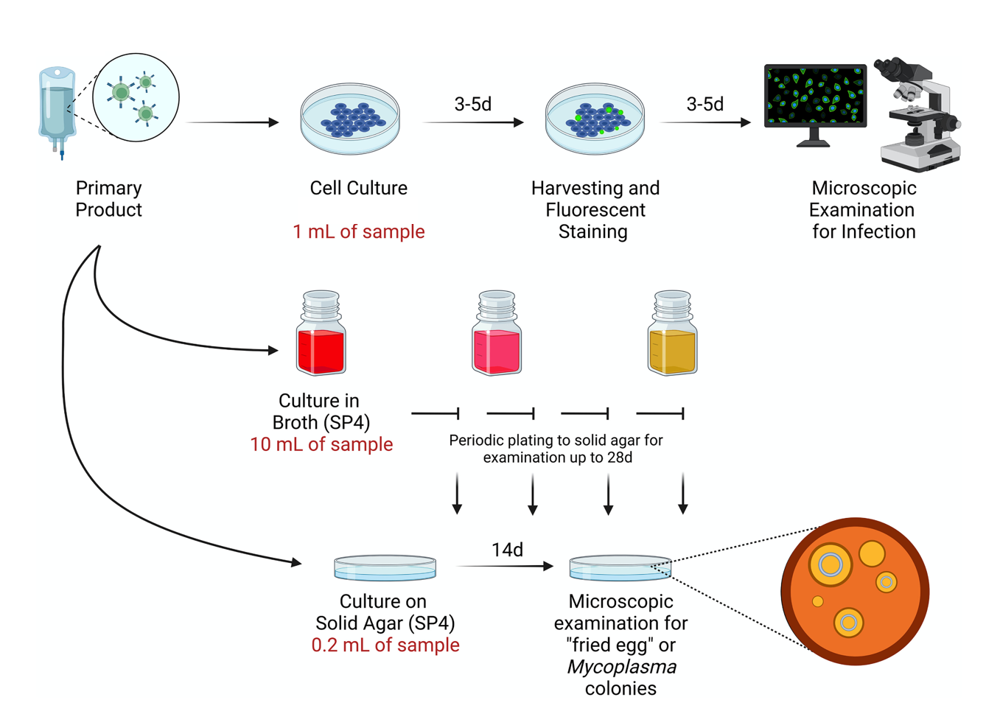 3-5d
3-5d
Primary
Product
Cell Culture
1 mL of sample
Harvesting and
Fluorescent
Staining
Microscopic
Examination
for Infection
Culture in
Broth (SP4)
10 mL of sample
Periodic plating to solid agar for
examination up to 28d
14d
Culture on
Solid Agar (SP4)
0.2 mL of sample
Microscopic
examination for
"fried egg" or
Mycoplasma
colonies